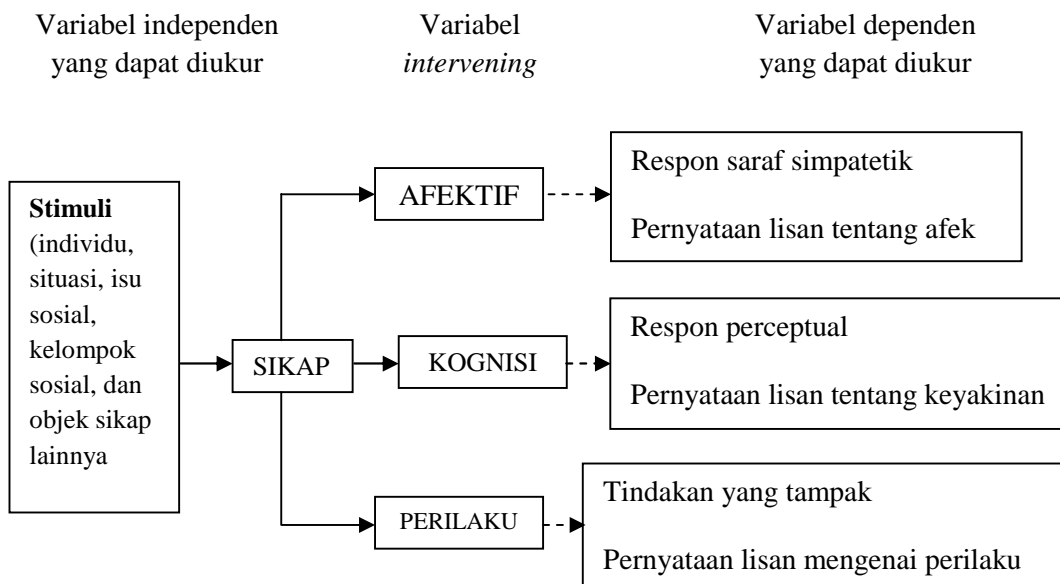 Variabel independen
yang dapat diukur
Variabel
intervening
Variabel dependen
yang dapat diukur
Stimuli
(individu,
situasi, isu
sosial,
kelompok
sosial, dan
objek sikap
lainnya
SIKAP
AFEKTIF
Respon saraf simpatetik
Pernyataan lisan tentang afek
KOGNISI
Respon perceptual
Pernyataan lisan tentang keyakinan
PERILAKU
Tindakan yang tampak
Pernyataan lisan mengenai perilaku